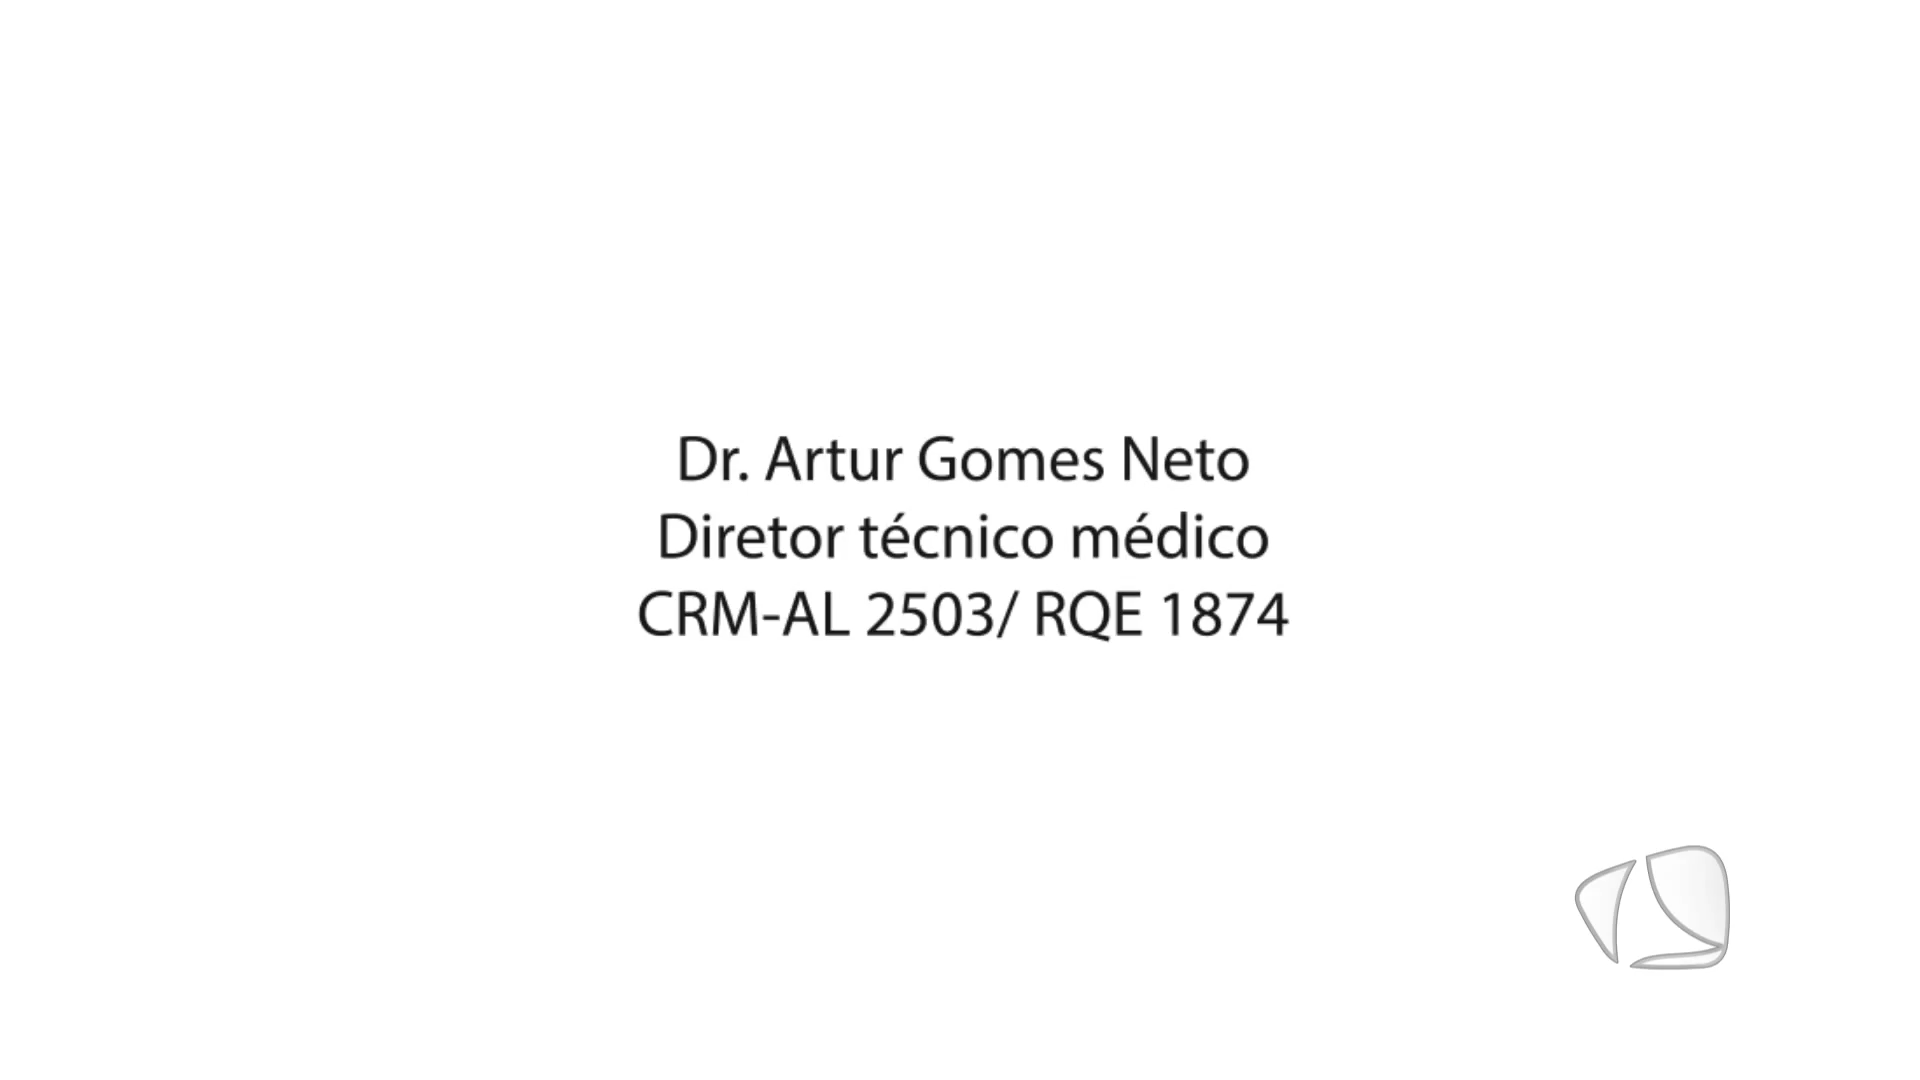 Dr. Artur Gomes Neto
Diretor técnico médico
CRM-AL 2503/ RQE 1874